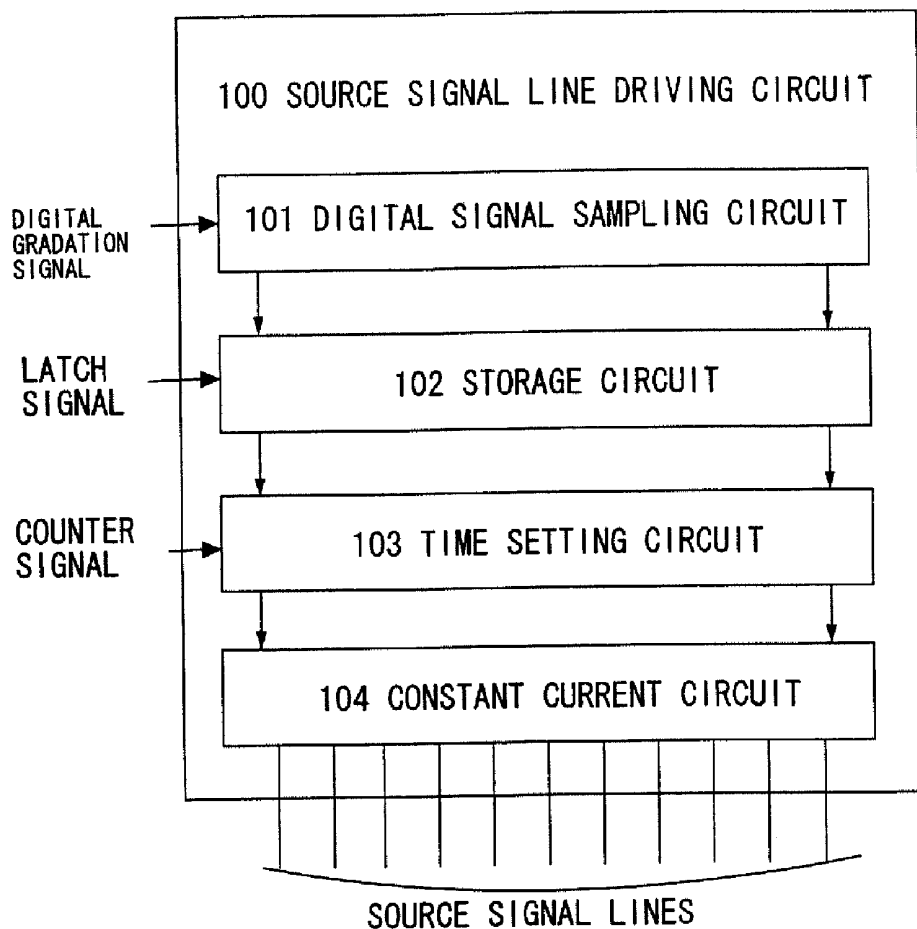 100 SOURCE SIGNAL LINE DRIVING CIRCUIT
DIGITAL
GRADATION
SIGNAL
101 DIGITAL SIGNAL SAMPLING CIRCUIT
LATCH
SIGNAL
102 STORAGE CIRCUIT
COUNTER
SIGNAL
103 TIME SETTING CIRCUIT
104 CONSTANT CURRENT CIRCUIT
SOURCE SIGNAL LINES